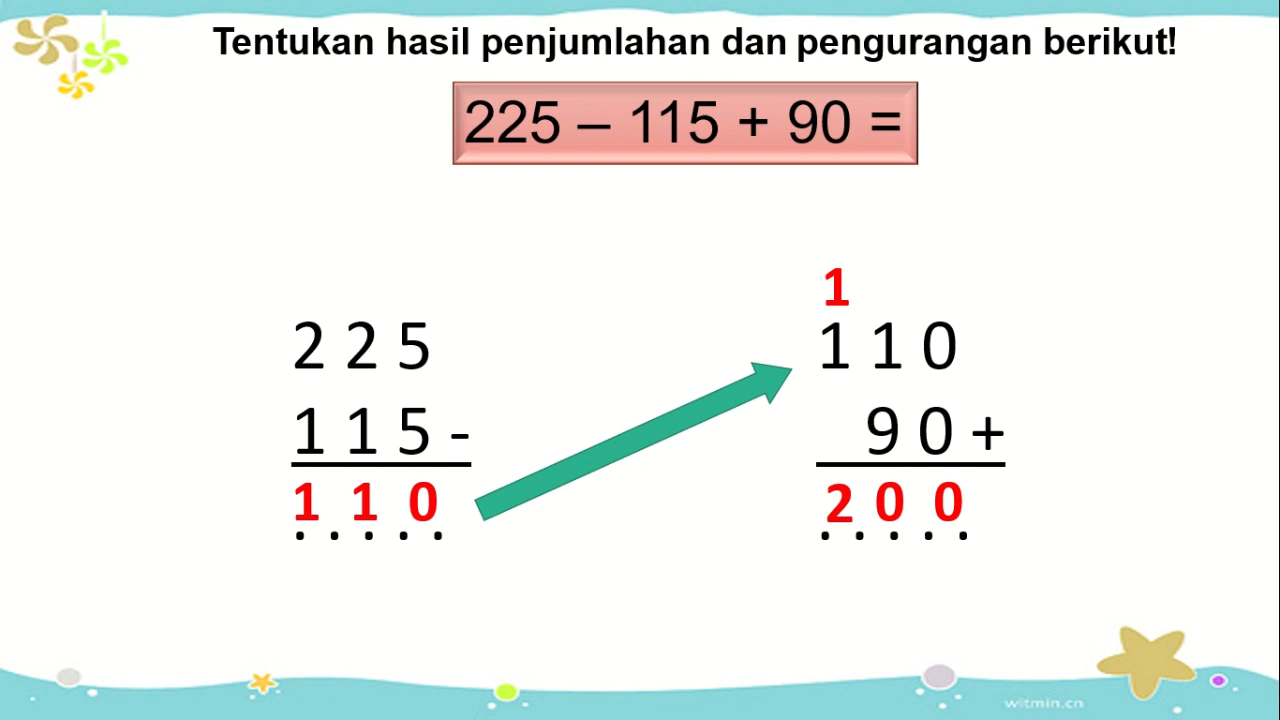 Tentukan hasil penjumlahan dan pengurangan berikut!
225 – 115 + 90 =
2 2 5
1 1 5 -
1 1 0
. . . . .
1
1 1 0
9 0 +
2 0 0
. . . . .
witmin.cn